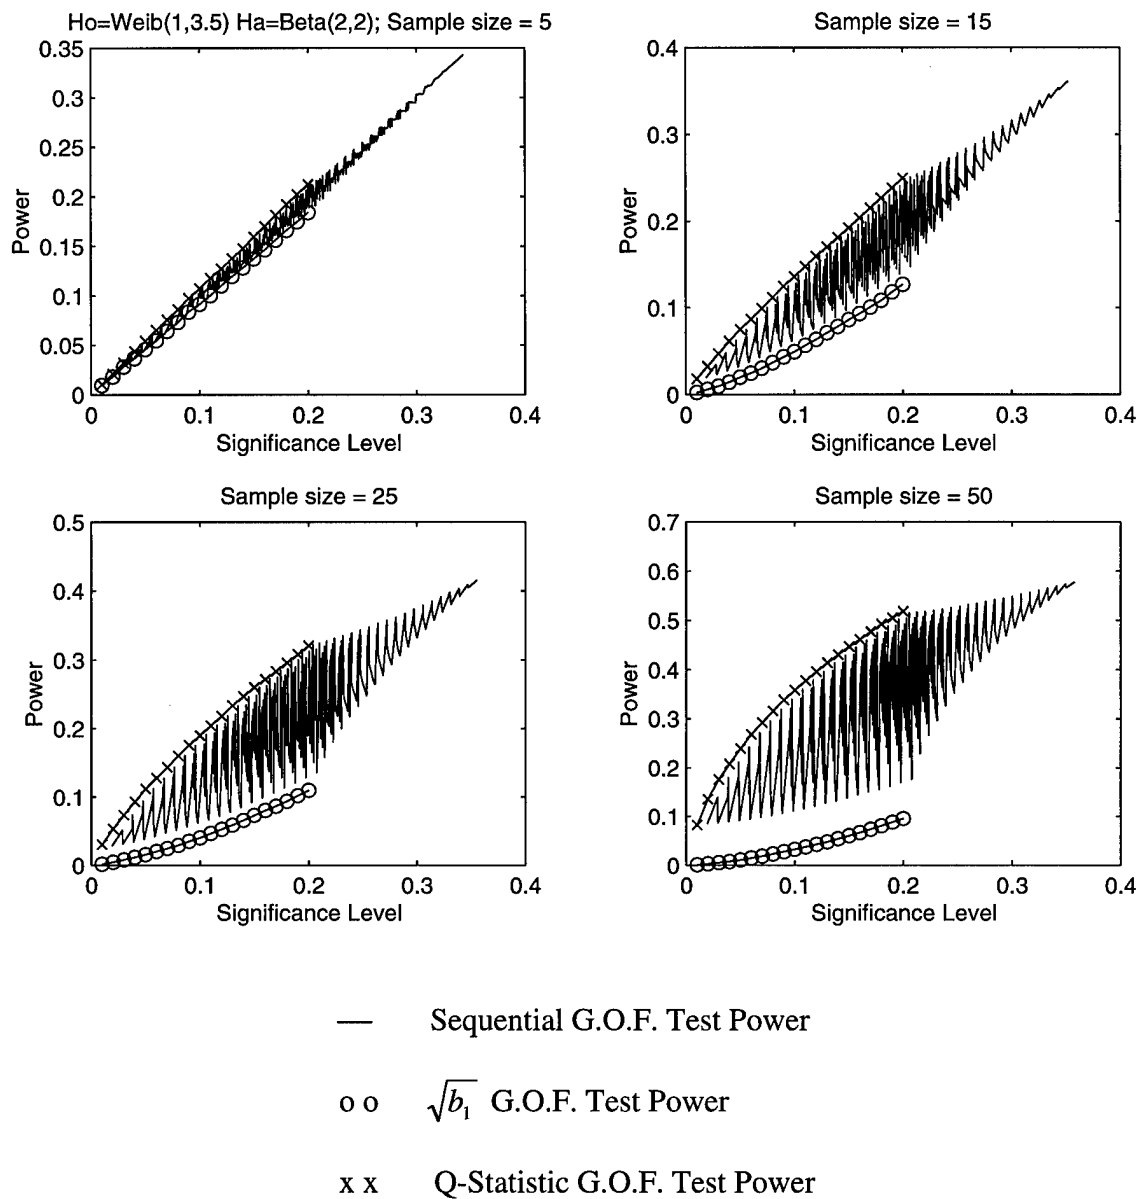 Ho=Weib(1,3.5) Ha=Beta(2,2); Sample size = 5
0.35
0.3
0.25
0.2
0.15
0.1
0.05
0
Power
0 0.1 0.2 0.3 0.4
Significance Level
Sample size = 15
0.4
0.3
0.2
0.1
0
Power
0 0.1 0.2 0.3 0.4
Significance Level
Sample size = 25
0.5
0.4
0.3
0.2
0.1
0
Power
0 0.1 0.2 0.3 0.4
Significance Level
Sample size = 50
0.7
0.6
0.5
0.4
0.3
0.2
0.1
0
Power
0 0.1 0.2 0.3 0.4
Significance Level
— Sequential G.O.F. Test Power
o o √b₁ G.O.F. Test Power
x x Q-Statistic G.O.F. Test Power